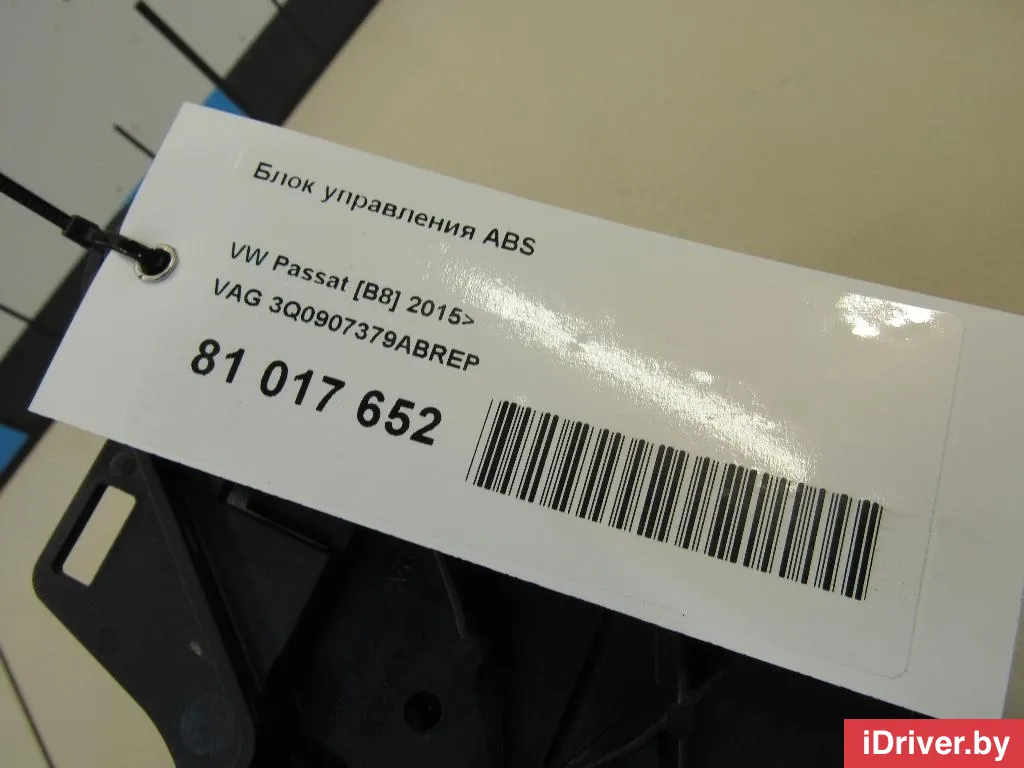 Блок управления ABS
VW Passat [B8] 2015>
VAG 3Q0907379ABREP
81 017 652
iDriver.by